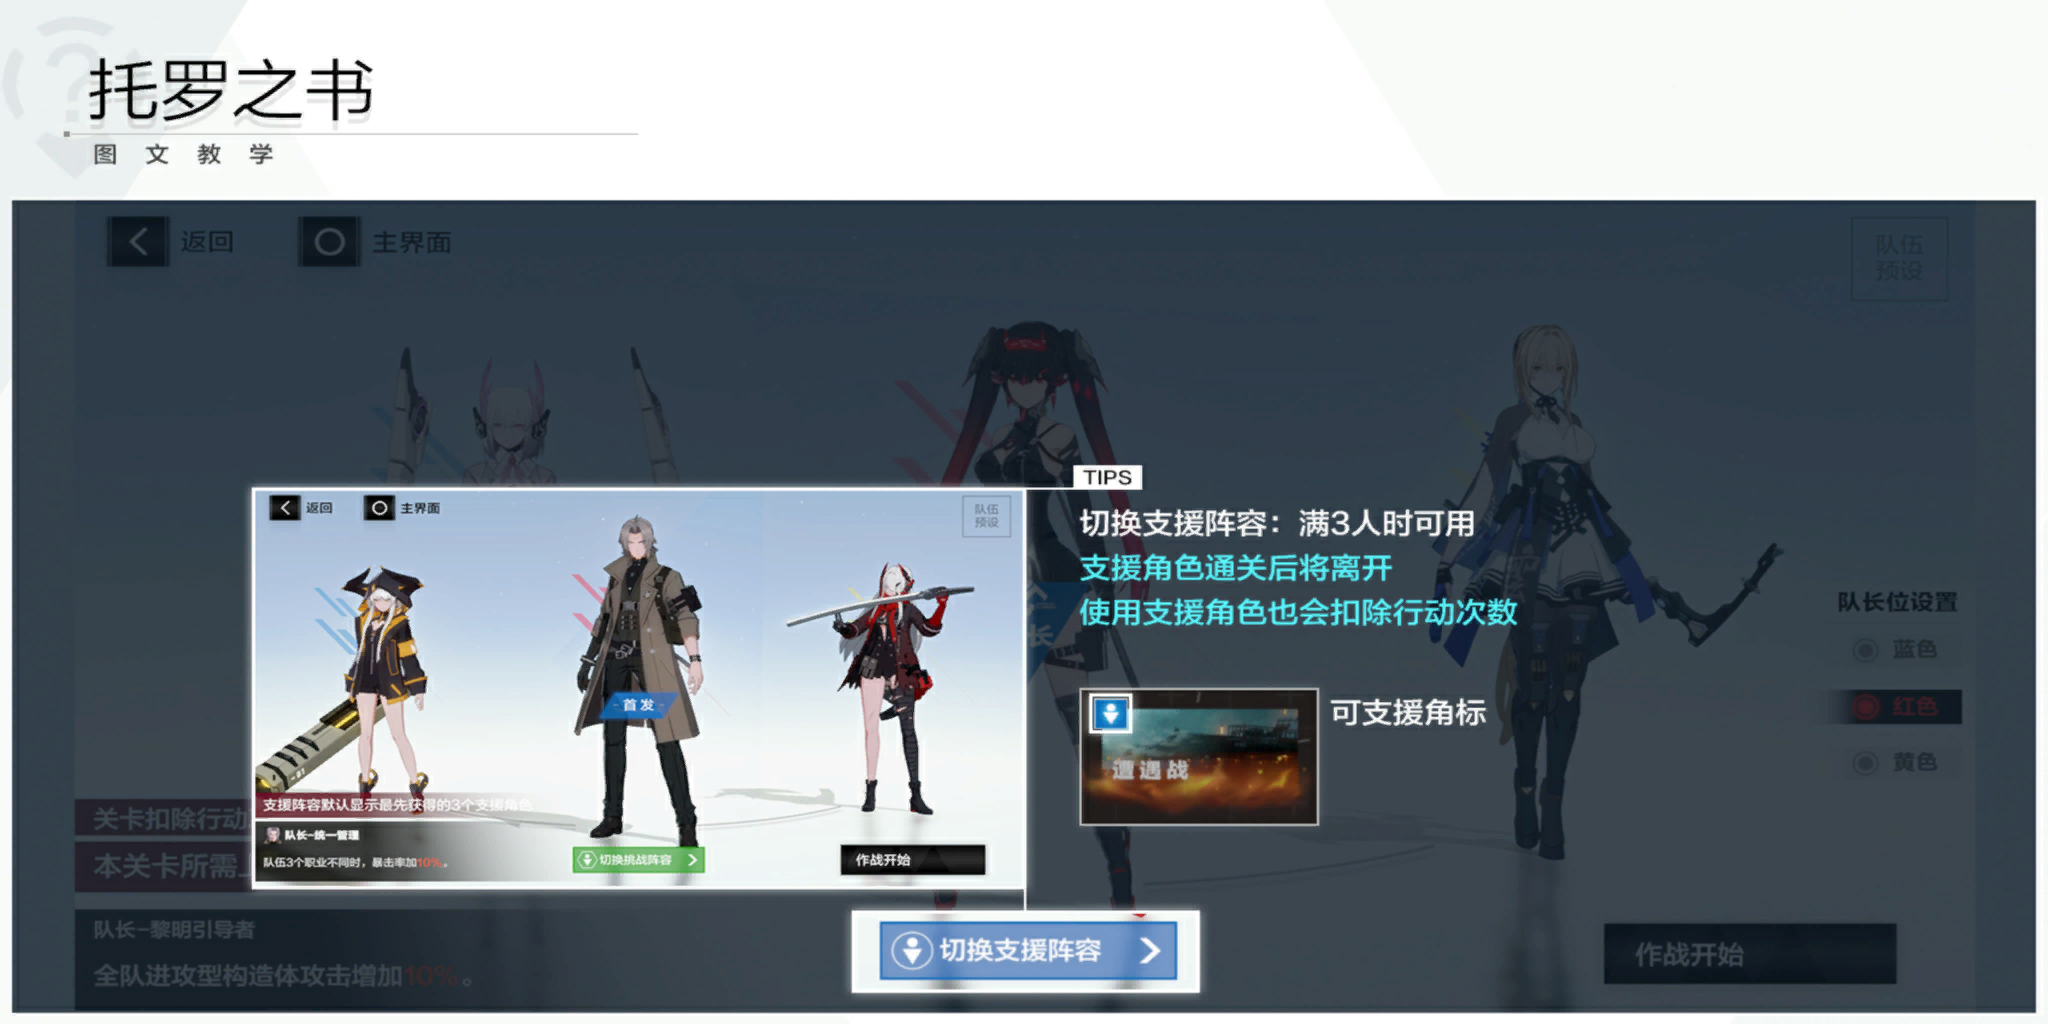 托罗之书
图文教学
返回
主界面
队伍
预设
TIPS
切换支援阵容：满3人时可用
支援角色通关后将离开
使用支援角色也会扣除行动次数
返回
主界面
队伍
预设
- 首发 -
支援阵容默认显示最先获得的3个支援角色
队长-统一管理
队伍3个职业不同时，暴击率加10%。
切换挑战阵容
作战开始
遭遇战
可支援角标
长
队长位设置
蓝色
红色
黄色
关卡扣除行动
本关卡所需
队长-黎明引导者
全队进攻型构造体攻击增加10%。
切换支援阵容
作战开始